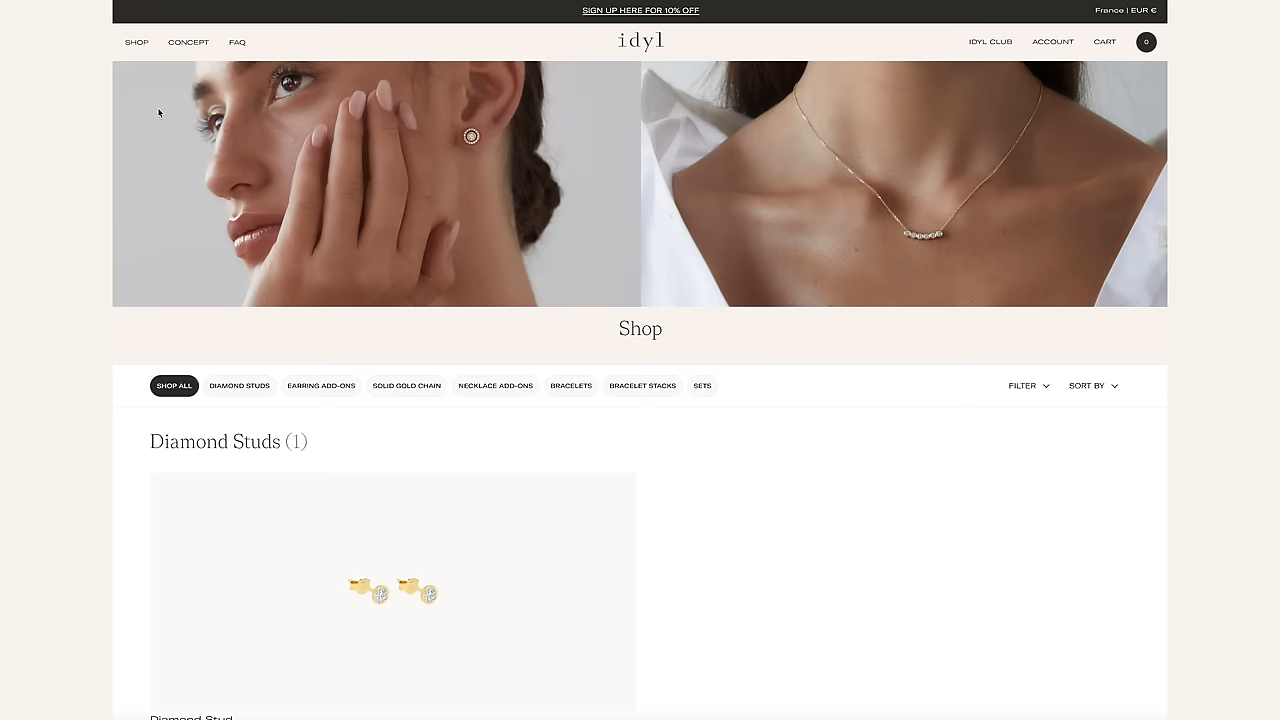 SIGN UP HERE FOR 10% OFF
France | EUR €
SHOP CONCEPT FAQ
idyl
IDYL CLUB ACCOUNT CART 0
Shop
SHOP ALL DIAMOND STUDS EARRING ADD-ONS SOLID GOLD CHAIN NECKLACE ADD-ONS BRACELETS BRACELET STACKS SETS
FILTER SORT BY
Diamond Studs (1)
Diamond Stud